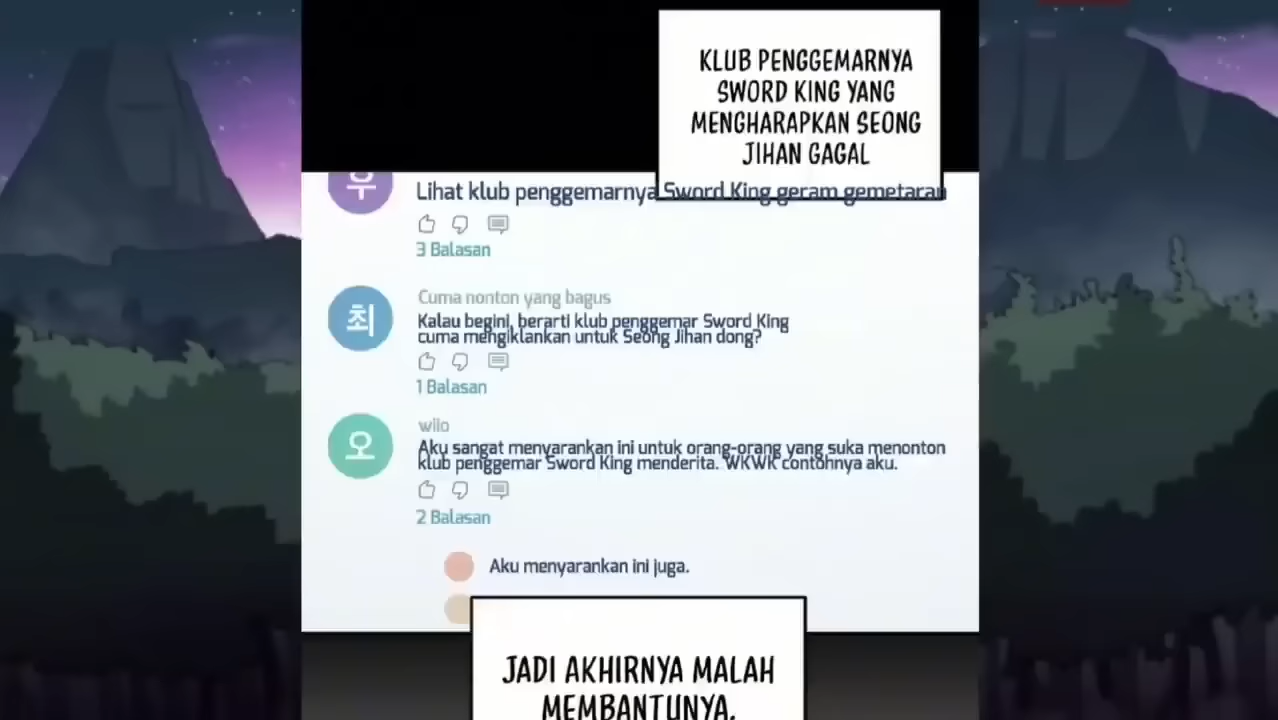 KLUB PENGGEMARNYA
SWORD KING YANG
MENGHARAPKAN SEONG
JIHAN GAGAL
우
Lihat klub penggemarnya Sword King geram gemetaran
3 Balasan
최
Cuma nonton yang bagus
Kalau begini, berarti klub penggemar Sword King
cuma mengiklankan untuk Seong Jihan dong?
1 Balasan
오
wiio
Aku sangat menyarankan ini untuk orang-orang yang suka menonton
klub penggemar Sword King menderita. WKWK contohnya aku.
2 Balasan
Aku menyarankan ini juga.
JADI AKHIRNYA MALAH
MEMBANTUNYA.